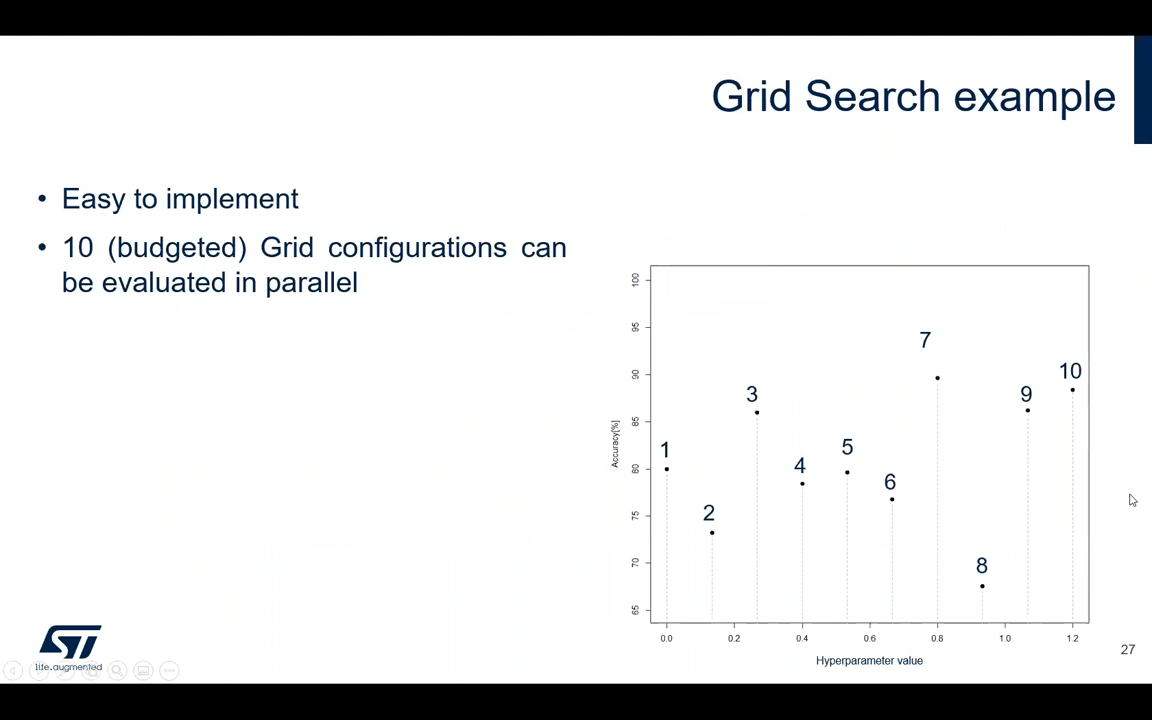 Grid Search example
• Easy to implement
• 10 (budgeted) Grid configurations can
be evaluated in parallel
100
95
90
85
80
75
70
65
Accuracy[%]
1
2
3
4
5
6
7
8
9
10
0.0 0.2 0.4 0.6 0.8 1.0 1.2
Hyperparameter value
ST
life.augmented
27